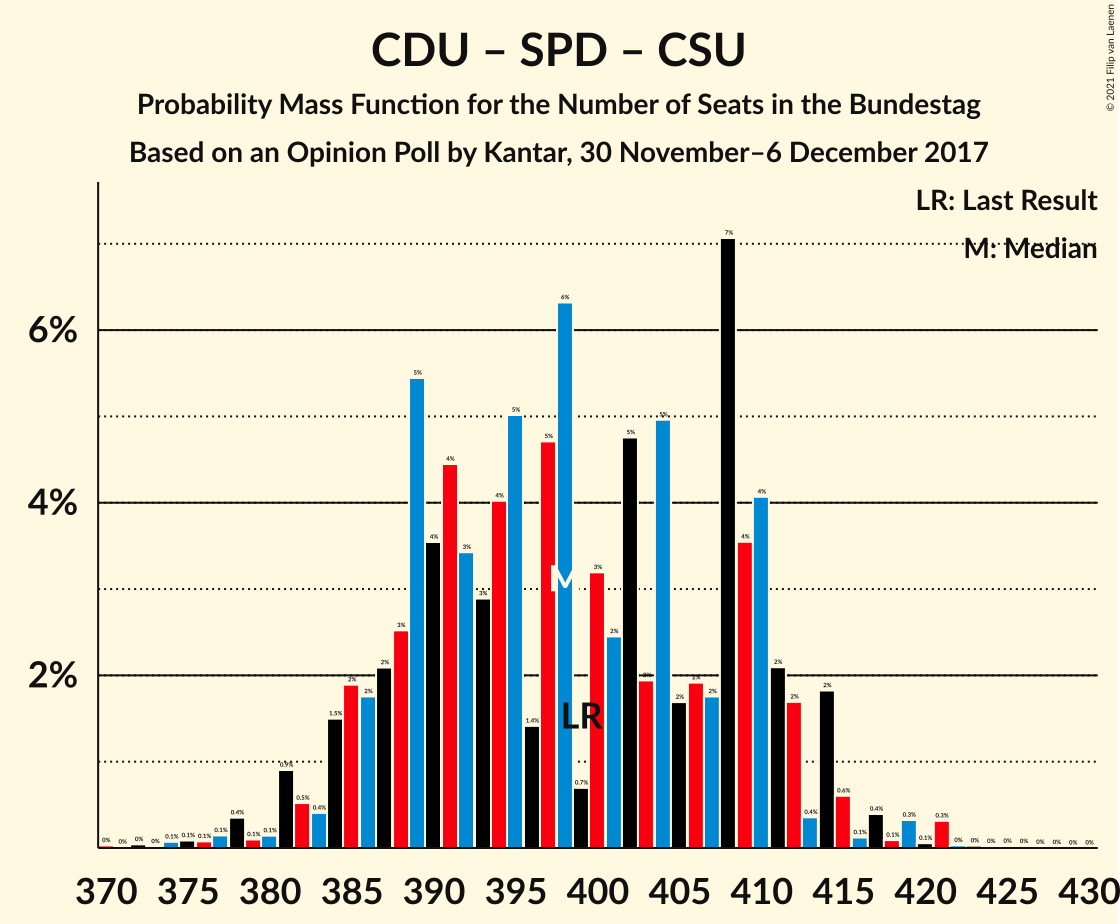 CDU – SPD – CSU
Probability Mass Function for the Number of Seats in the Bundestag
Based on an Opinion Poll by Kantar, 30 November–6 December 2017
© 2021 Filip van Laenen
LR: Last Result
M: Median
6%
4%
2%
0% 0% 0% 0% 0.1% 0.1% 0.1% 0.1% 0.4% 0.1% 0.1% 0.9% 0.5% 0.4% 1.5% 2% 2% 2% 3% 5% 4% 4% 3% 3% 4% 5% 1.4% 5% 6% 0.7% 3% 2% 5% 2% 5% 2% 2% 2% 7% 4% 4% 2% 2% 0.4% 2% 0.6% 0.1% 0.4% 0.1% 0.3% 0.1% 0.3% 0% 0% 0% 0% 0% 0% 0% 0% 0%
M
LR
370 375 380 385 390 395 400 405 410 415 420 425 430